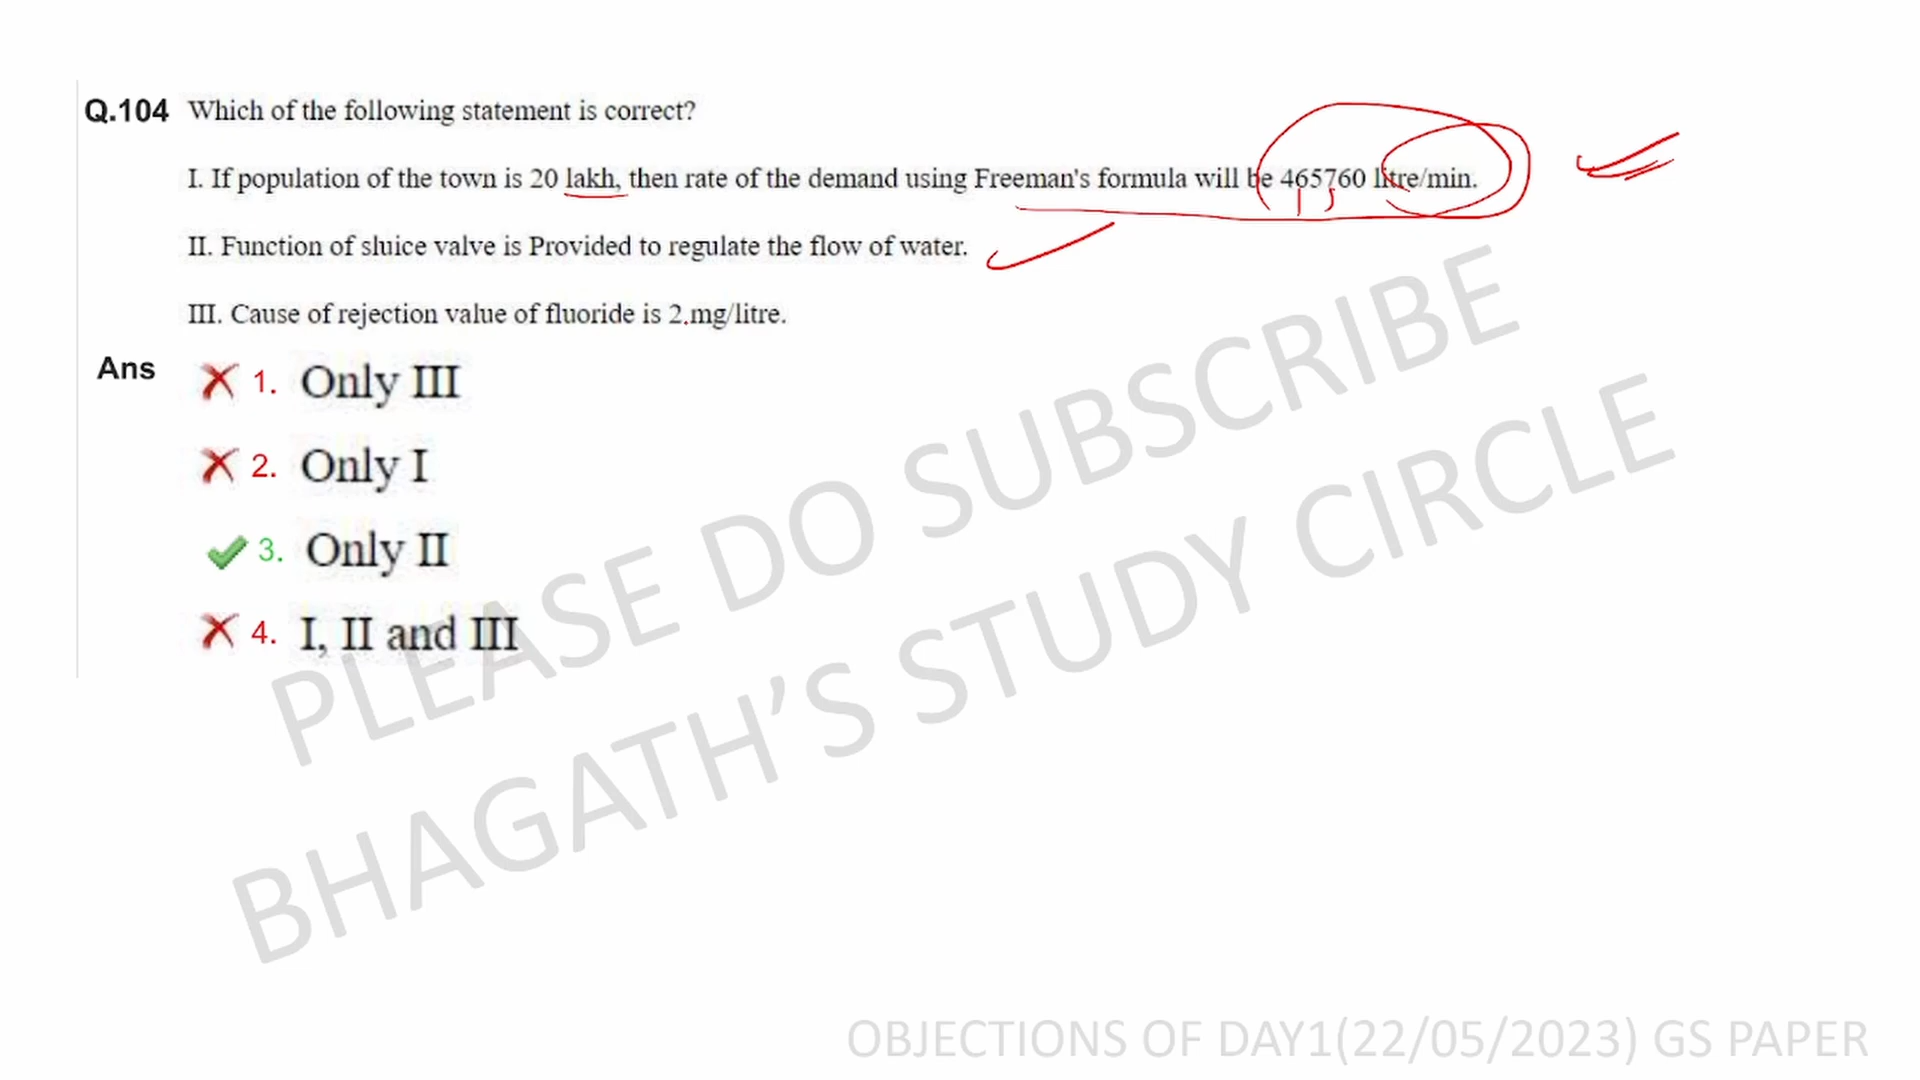 Q.104 Which of the following statement is correct?
I. If population of the town is 20 lakh, then rate of the demand using Freeman's formula will be 465760 litre/min.
II. Function of sluice valve is Provided to regulate the flow of water.
III. Cause of rejection value of fluoride is 2.mg/litre.
Ans
1. Only III
2. Only I
3. Only II
4. I, II and III
PLEASE DO SUBSCRIBE
BHAGATH’S STUDY CIRCLE
OBJECTIONS OF DAY1(22/05/2023) GS PAPER